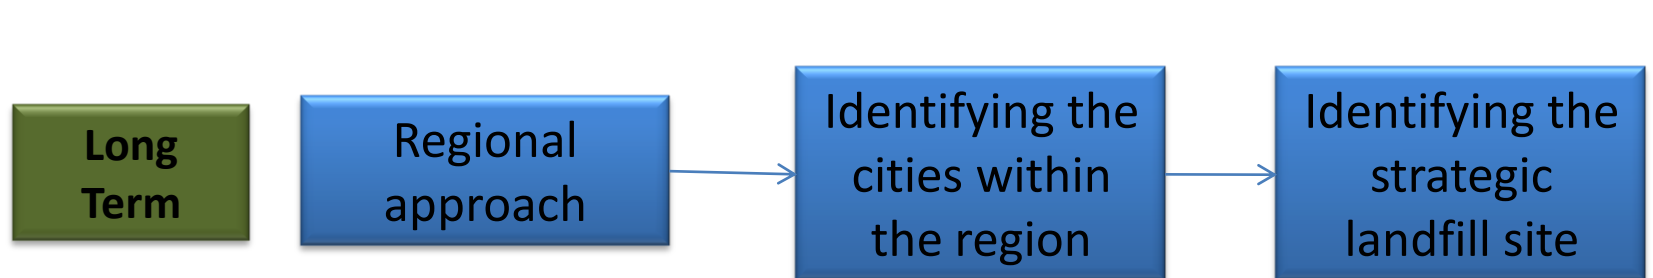 Long
Term
Regional
approach
Identifying the
cities within
the region
Identifying the
strategic
landfill site